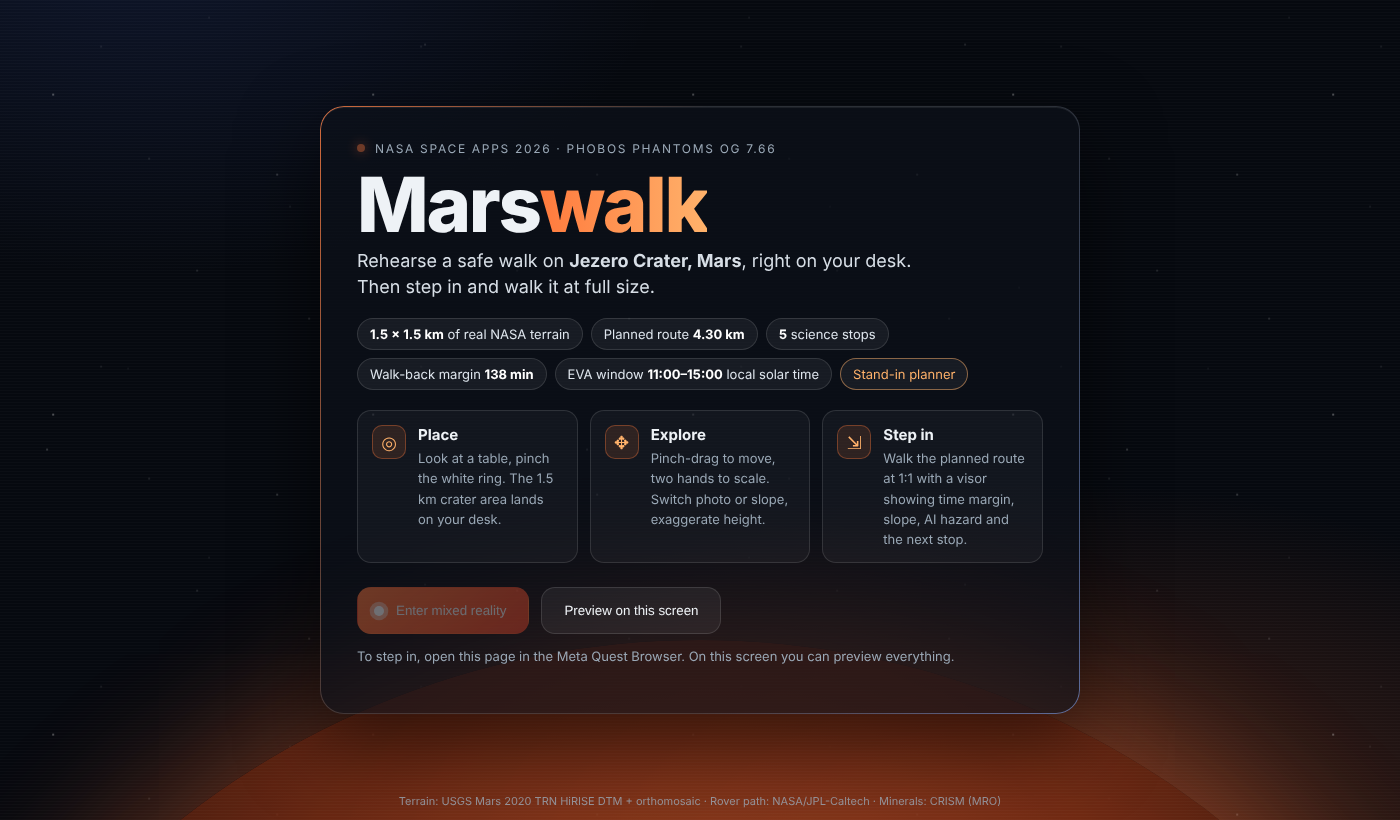 NASA SPACE APPS 2026 · PHOBOS PHANTOMS OG 7.66
Marswalk
Rehearse a safe walk on Jezero Crater, Mars, right on your desk.
Then step in and walk it at full size.
1.5 × 1.5 km of real NASA terrain
Planned route 4.30 km
5 science stops
Walk-back margin 138 min
EVA window 11:00–15:00 local solar time
Stand-in planner
Place
Look at a table, pinch
the white ring. The 1.5
km crater area lands
on your desk.
Explore
Pinch-drag to move,
two hands to scale.
Switch photo or slope,
exaggerate height.
Step in
Walk the planned route
at 1:1 with a visor
showing time margin,
slope, AI hazard and
the next stop.
Enter mixed reality
Preview on this screen
To step in, open this page in the Meta Quest Browser. On this screen you can preview everything.
Terrain: USGS Mars 2020 TRN HiRISE DTM + orthomosaic · Rover path: NASA/JPL-Caltech · Minerals: CRISM (MRO)